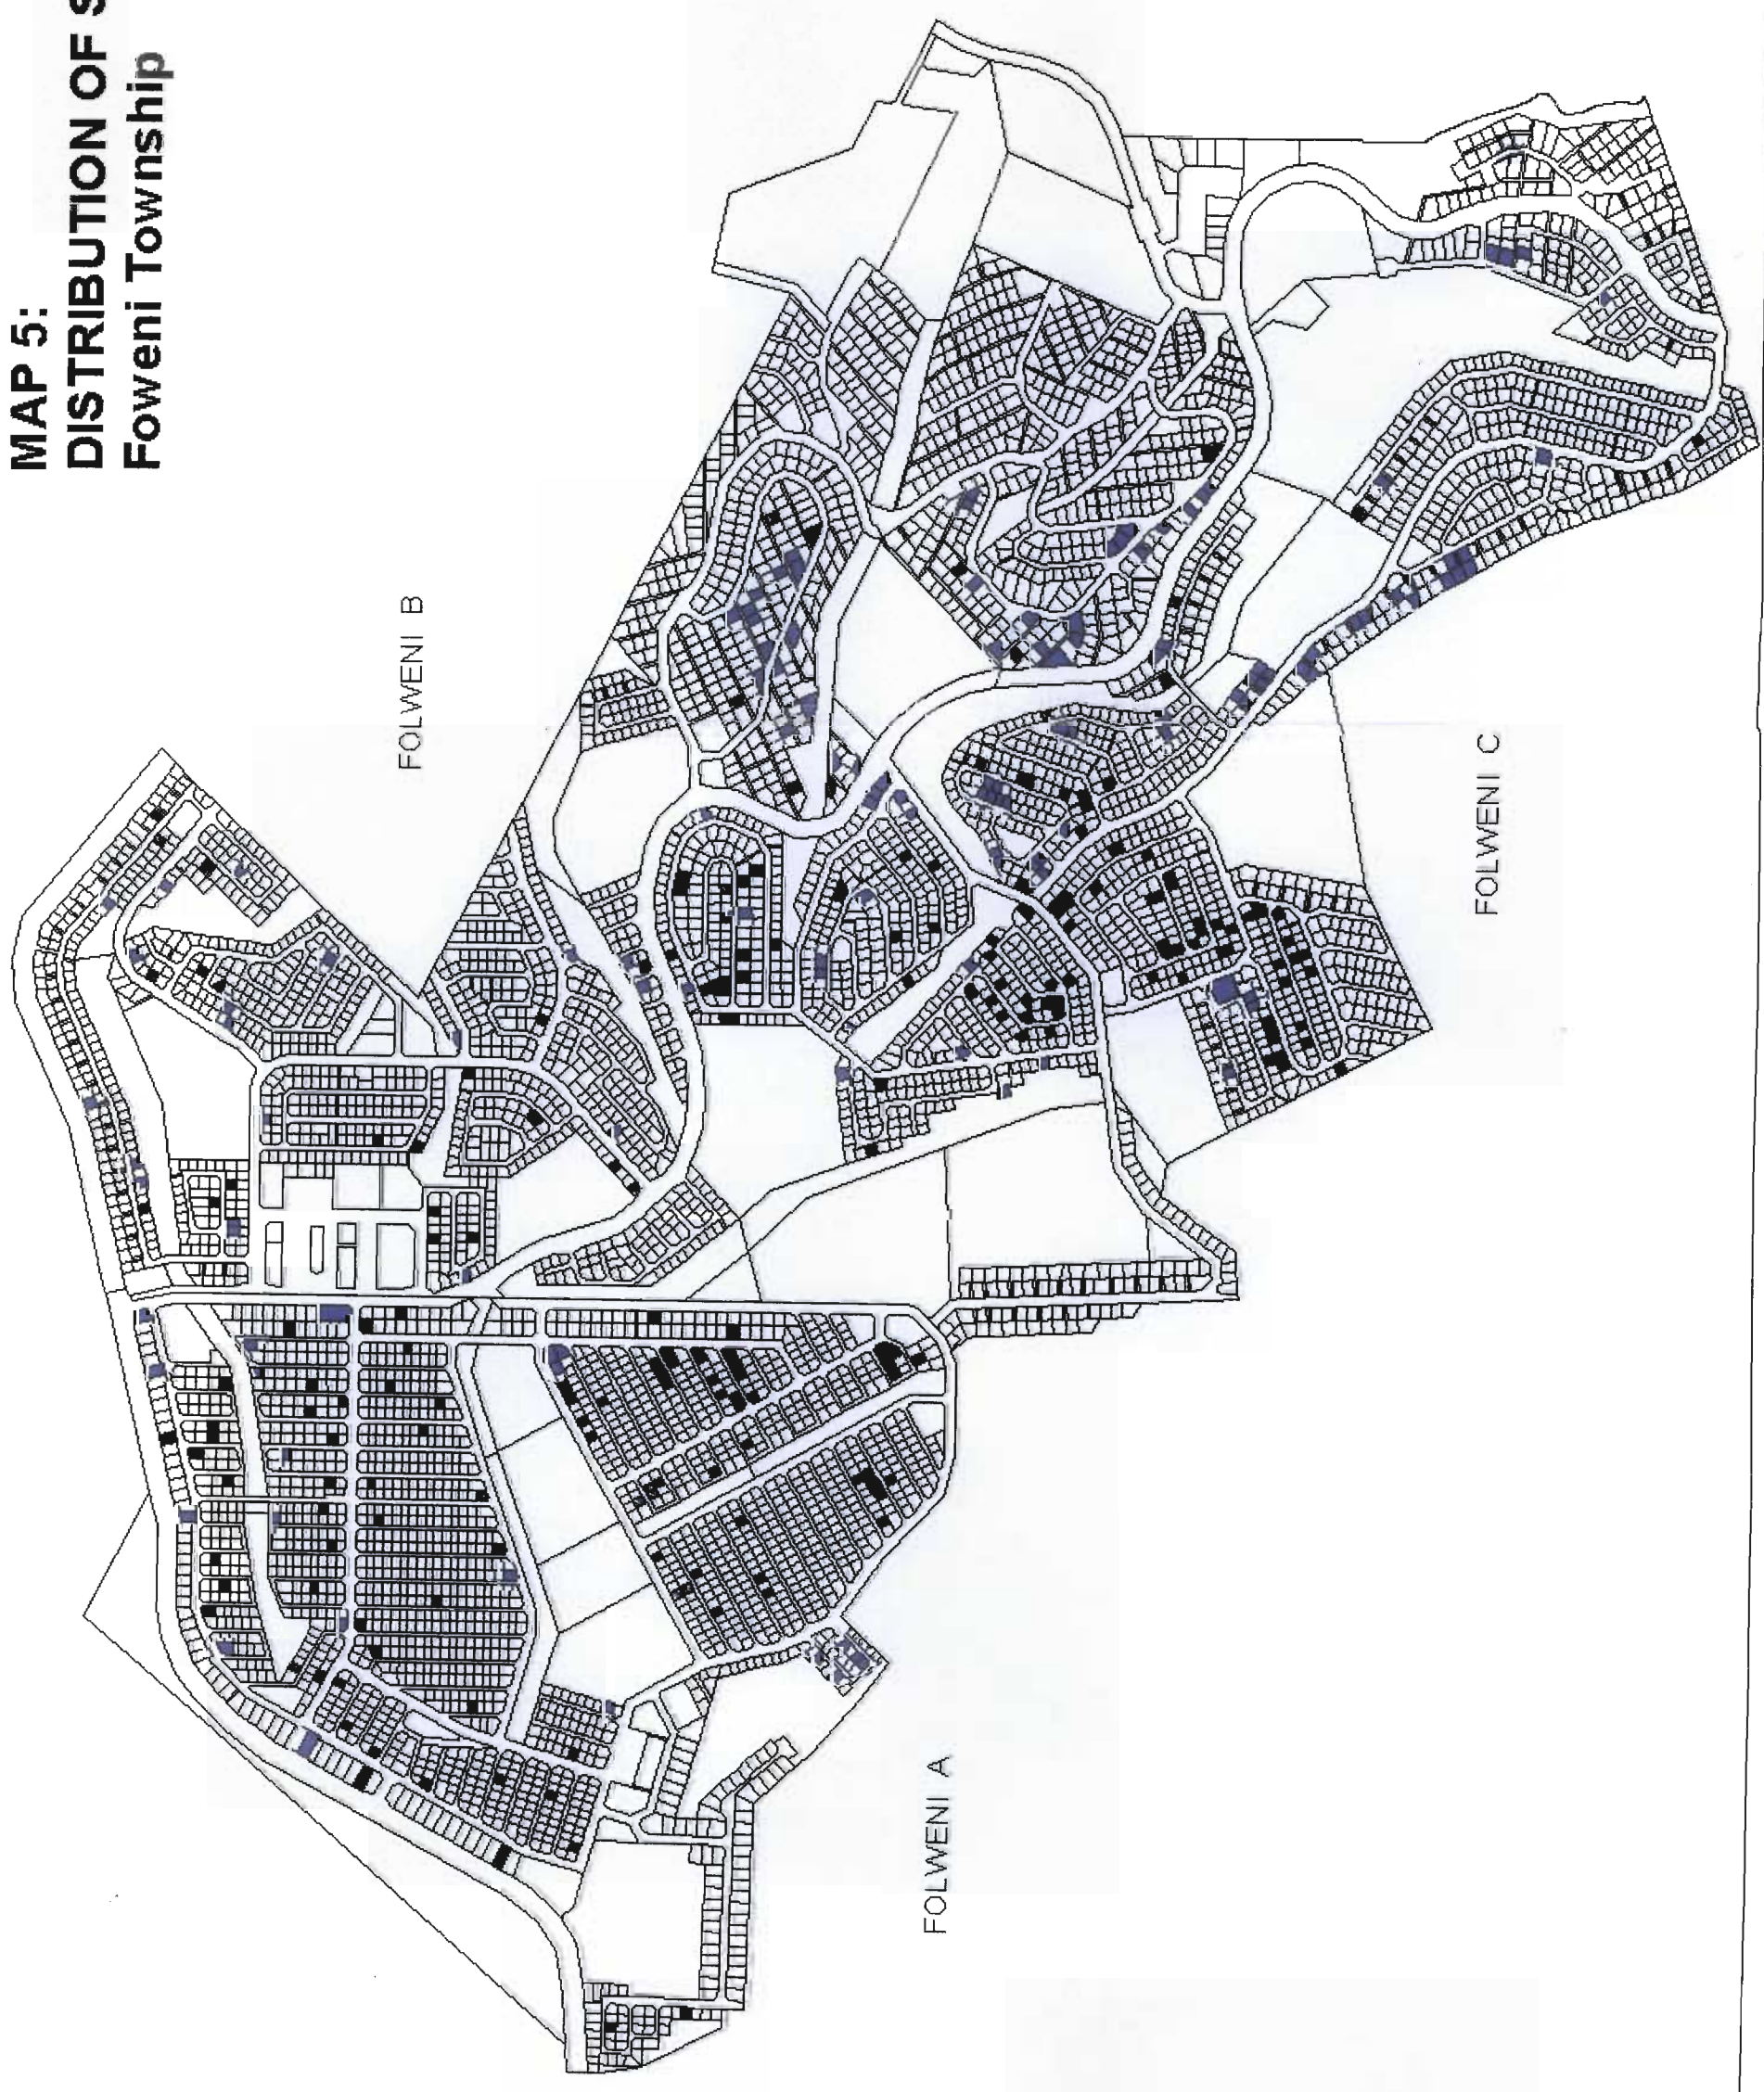 MAP 5:
DISTRIBUTION OF S
Foweni Township
FOLWENI B
FOLWENI C
FOLWENI A